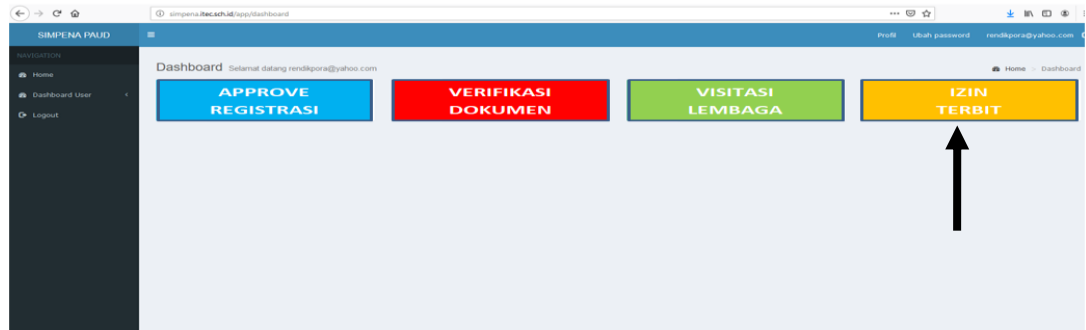 simpena.itec.sch.id/app/dashboard
SIMPENA PAUD
Profil Ubah password rendikpora@yahoo.com
NAVIGATION
Home
Dashboard User
Logout
Dashboard Selamat datang rendikpora@yahoo.com
Home > Dashboard
APPROVE
REGISTRASI
VERIFIKASI
DOKUMEN
VISITASI
LEMBAGA
IZIN
TERBIT